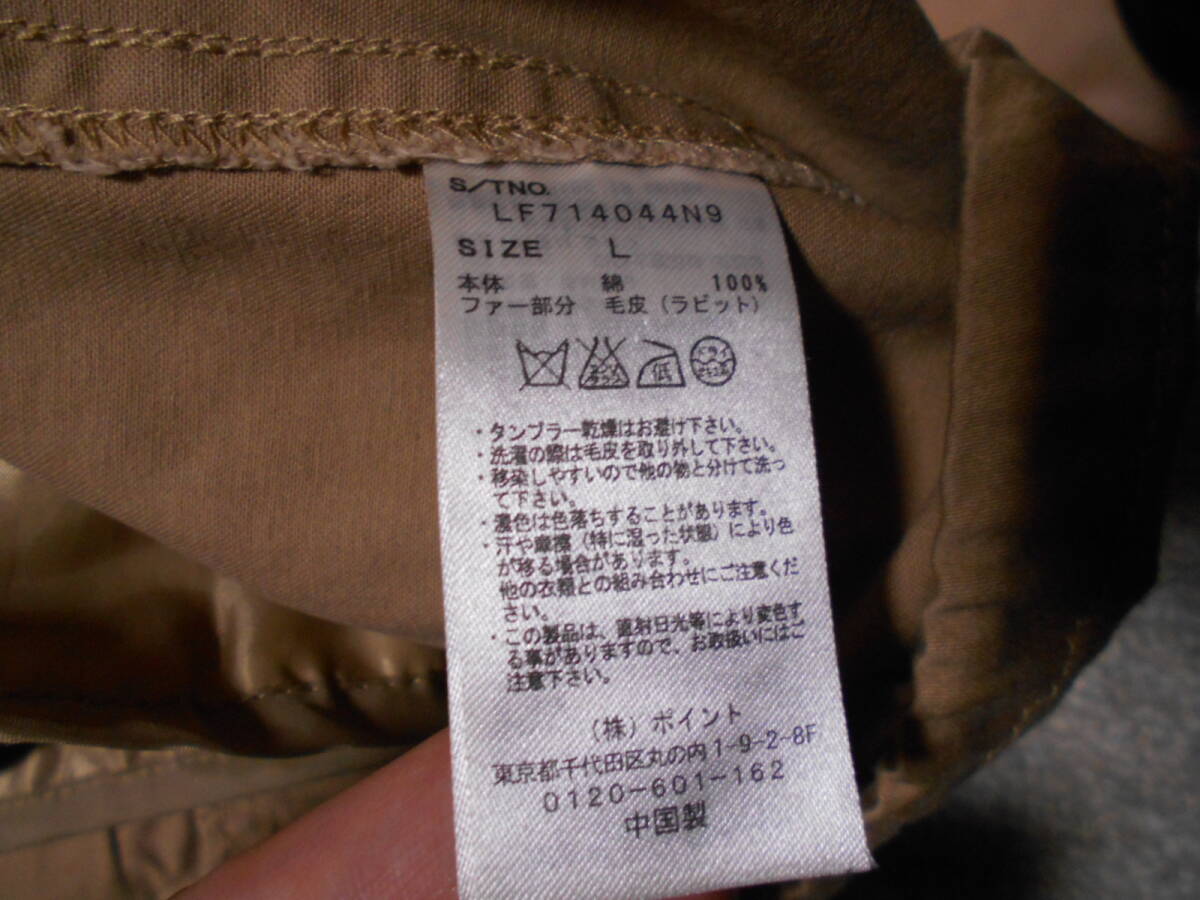 S/TNO.
LF714044N9
SIZE L
本体 綿 100%
ファー部分 毛皮(ラビット)
低 ドライ
・タンブラー乾燥はお避け下さい。
・洗濯の際は毛皮を取り外して下さい。
・移染しやすいので他の物と分けて洗っ
て下さい。
・濃色は色落ちすることがあります。
・汗や摩擦(特に湿った状態)により色
が移る場合があります。
他の衣類との組み合わせにご注意くだ
さい。
・この製品は、直射日光等により変色す
る事がありますので、お取扱いにはご
注意下さい。
(株)ポイント
東京都千代田区丸の内1-9-2-8F
0120-601-162
中国製